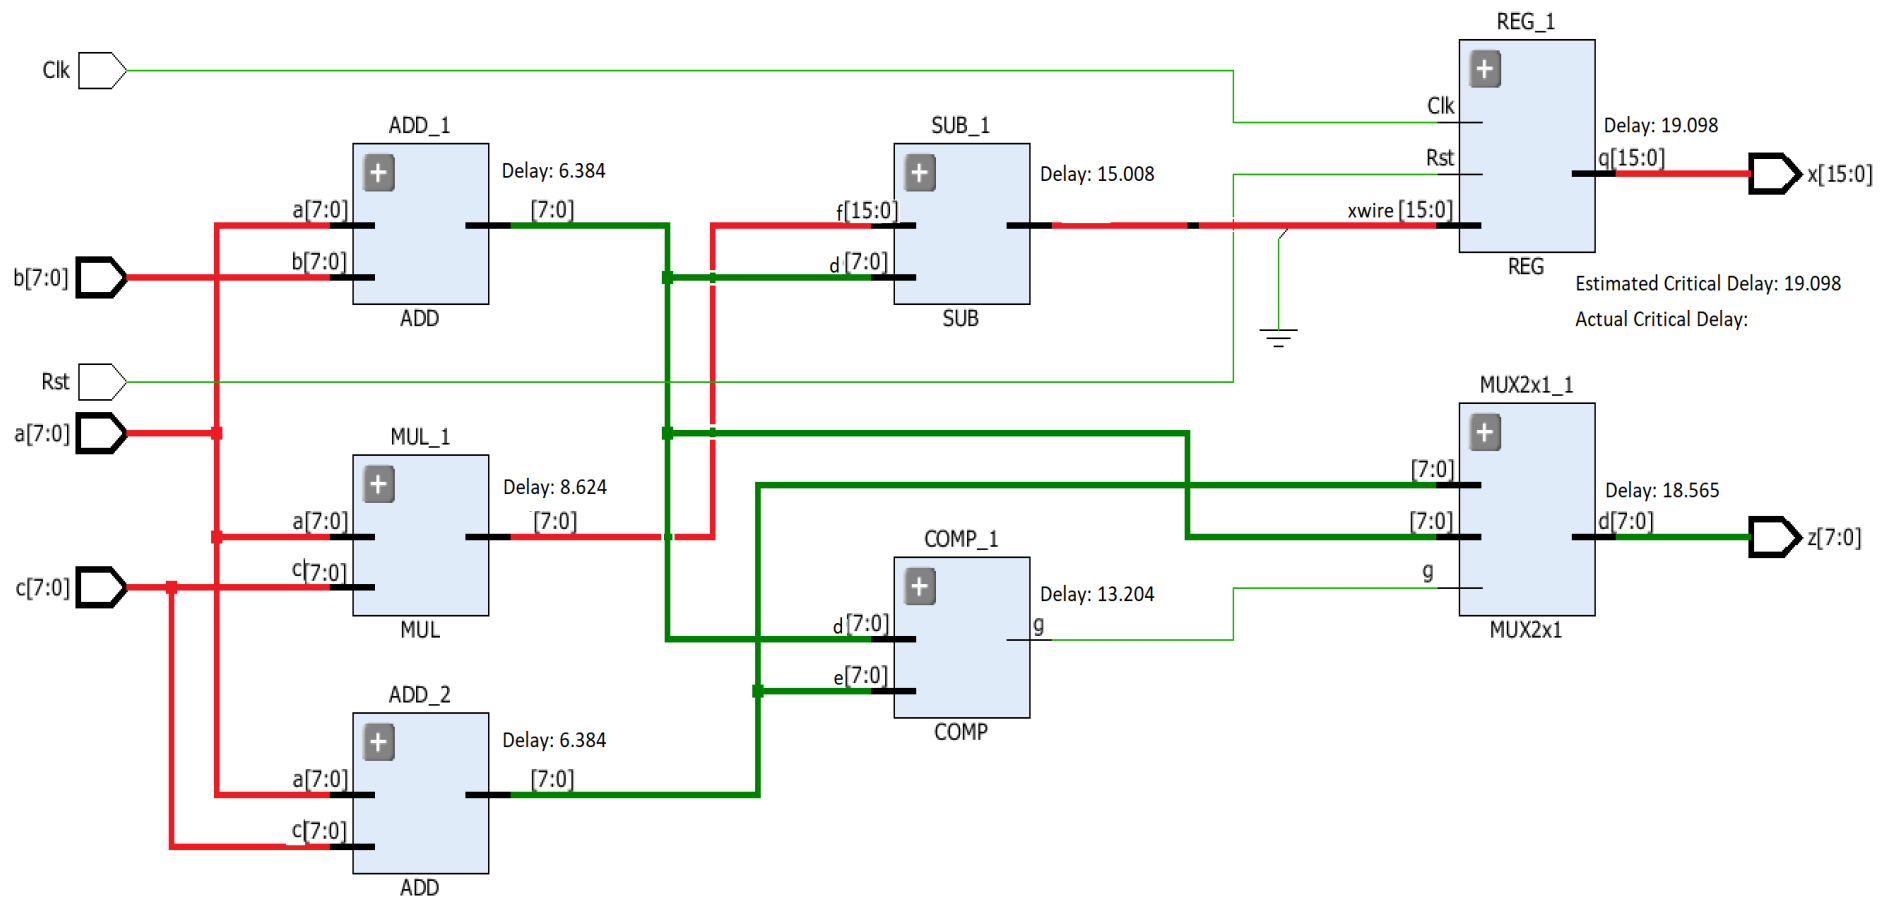 REG_1
Clk
Clk
Delay: 19.098
ADD_1
SUB_1
Rst
q[15:0]
x[15:0]
Delay: 6.384
Delay: 15.008
a[7:0]
[7:0]
f[15:0]
xwire [15:0]
b[7:0]
b[7:0]
d [7:0]
REG
ADD
SUB
Estimated Critical Delay: 19.098
Actual Critical Delay:
Rst
MUX2x1_1
a[7:0]
MUL_1
[7:0]
Delay: 8.624
Delay: 18.565
a[7:0]
[7:0]
[7:0]
d[7:0]
z[7:0]
COMP_1
c[7:0]
c[7:0]
g
Delay: 13.204
MUL
d[7:0]
g
MUX2x1
e[7:0]
ADD_2
COMP
Delay: 6.384
a[7:0]
[7:0]
c[7:0]
ADD